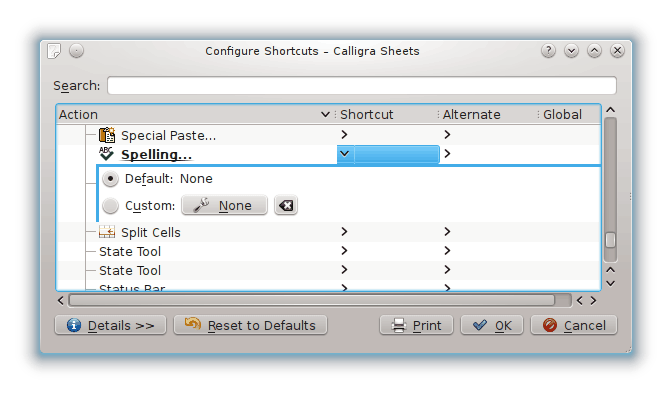 Configure Shortcuts – Calligra Sheets
Search:
Action Shortcut Alternate Global
Special Paste...
ABC Spelling...
Default: None
Custom: None
Split Cells
State Tool
State Tool
Status Bar
Details >> Reset to Defaults Print OK Cancel